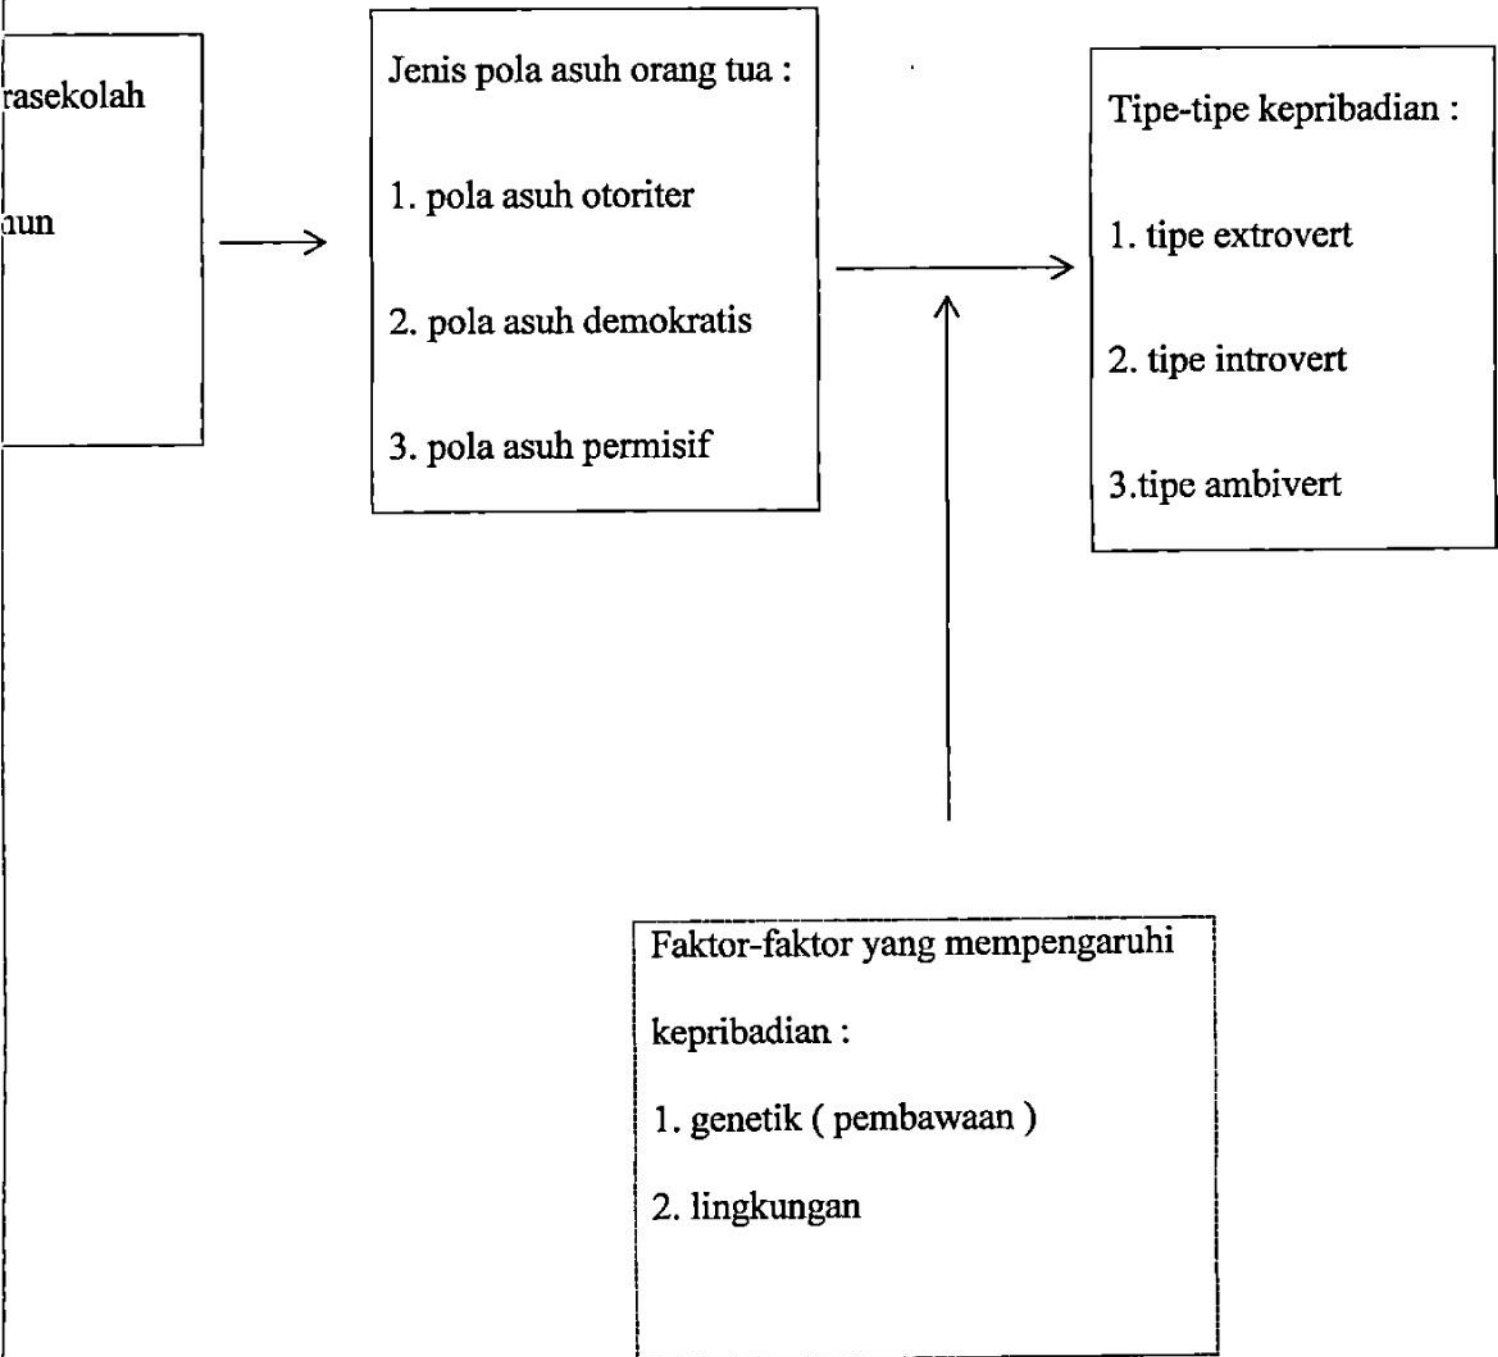 rasekolah
Jenis pola asuh orang tua :
1. pola asuh otoriter
2. pola asuh demokratis
3. pola asuh permisif
Tipe-tipe kepribadian :
1. tipe extrovert
2. tipe introvert
3.tipe ambivert
Faktor-faktor yang mempengaruhi
kepribadian :
1. genetik ( pembawaan )
2. lingkungan